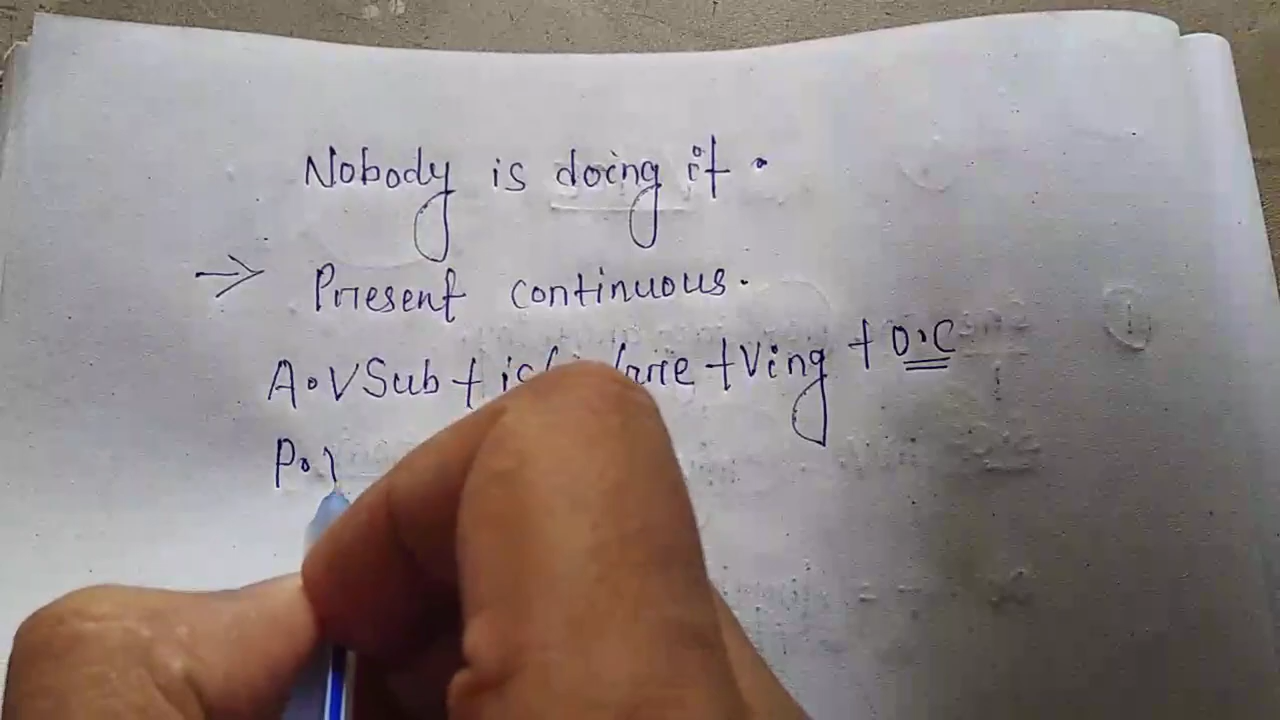 Nobody is doing it.
→ Present continuous.
A.V Sub + is/ are + Ving + O.C
P.